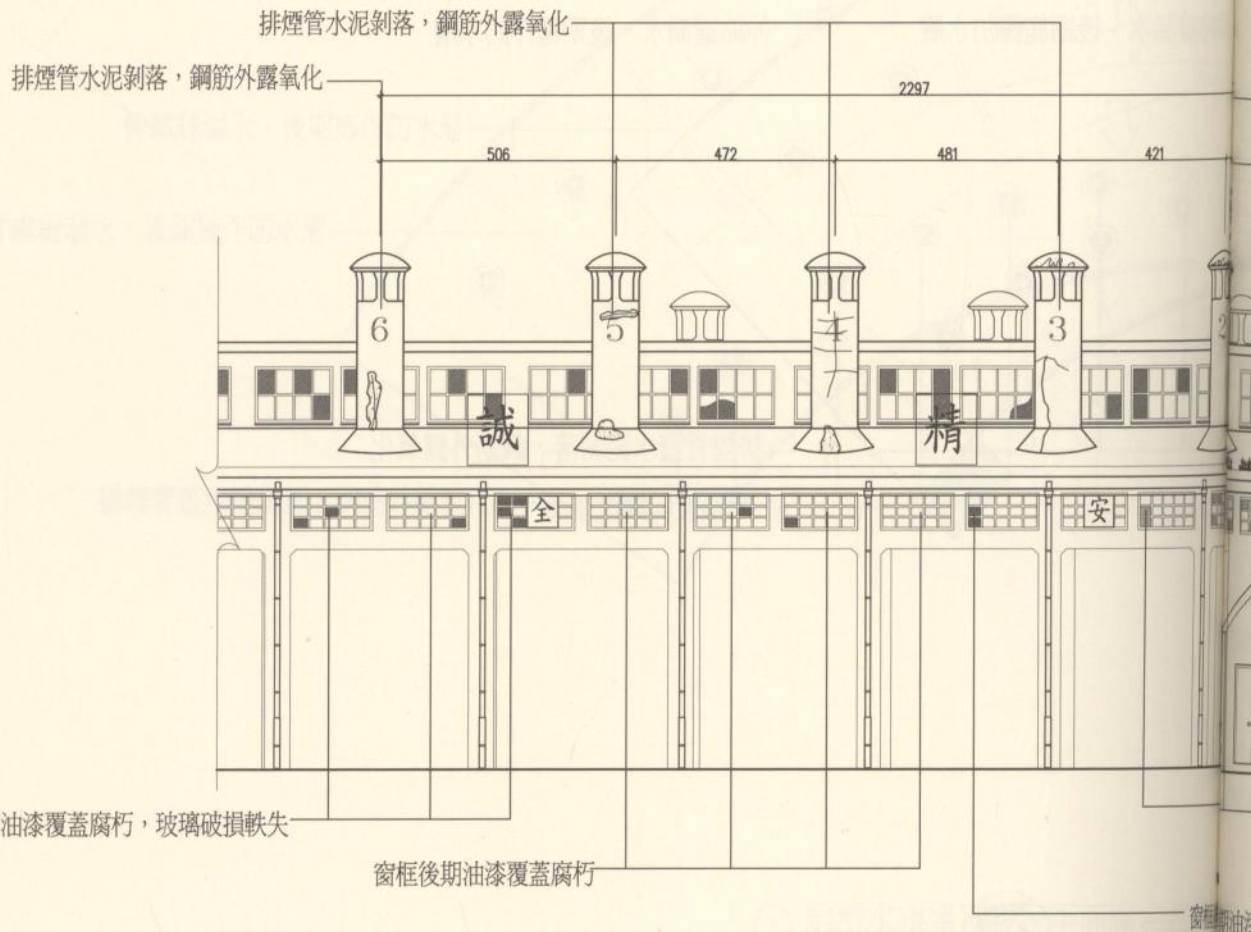 排煙管水泥剝落，鋼筋外露氧化
排煙管水泥剝落，鋼筋外露氧化
2297
506 472 481 421
6 5 4 3 2
誠 精
全 安
油漆覆蓋腐朽，玻璃破損軼失
窗框後期油漆覆蓋腐朽
窗框